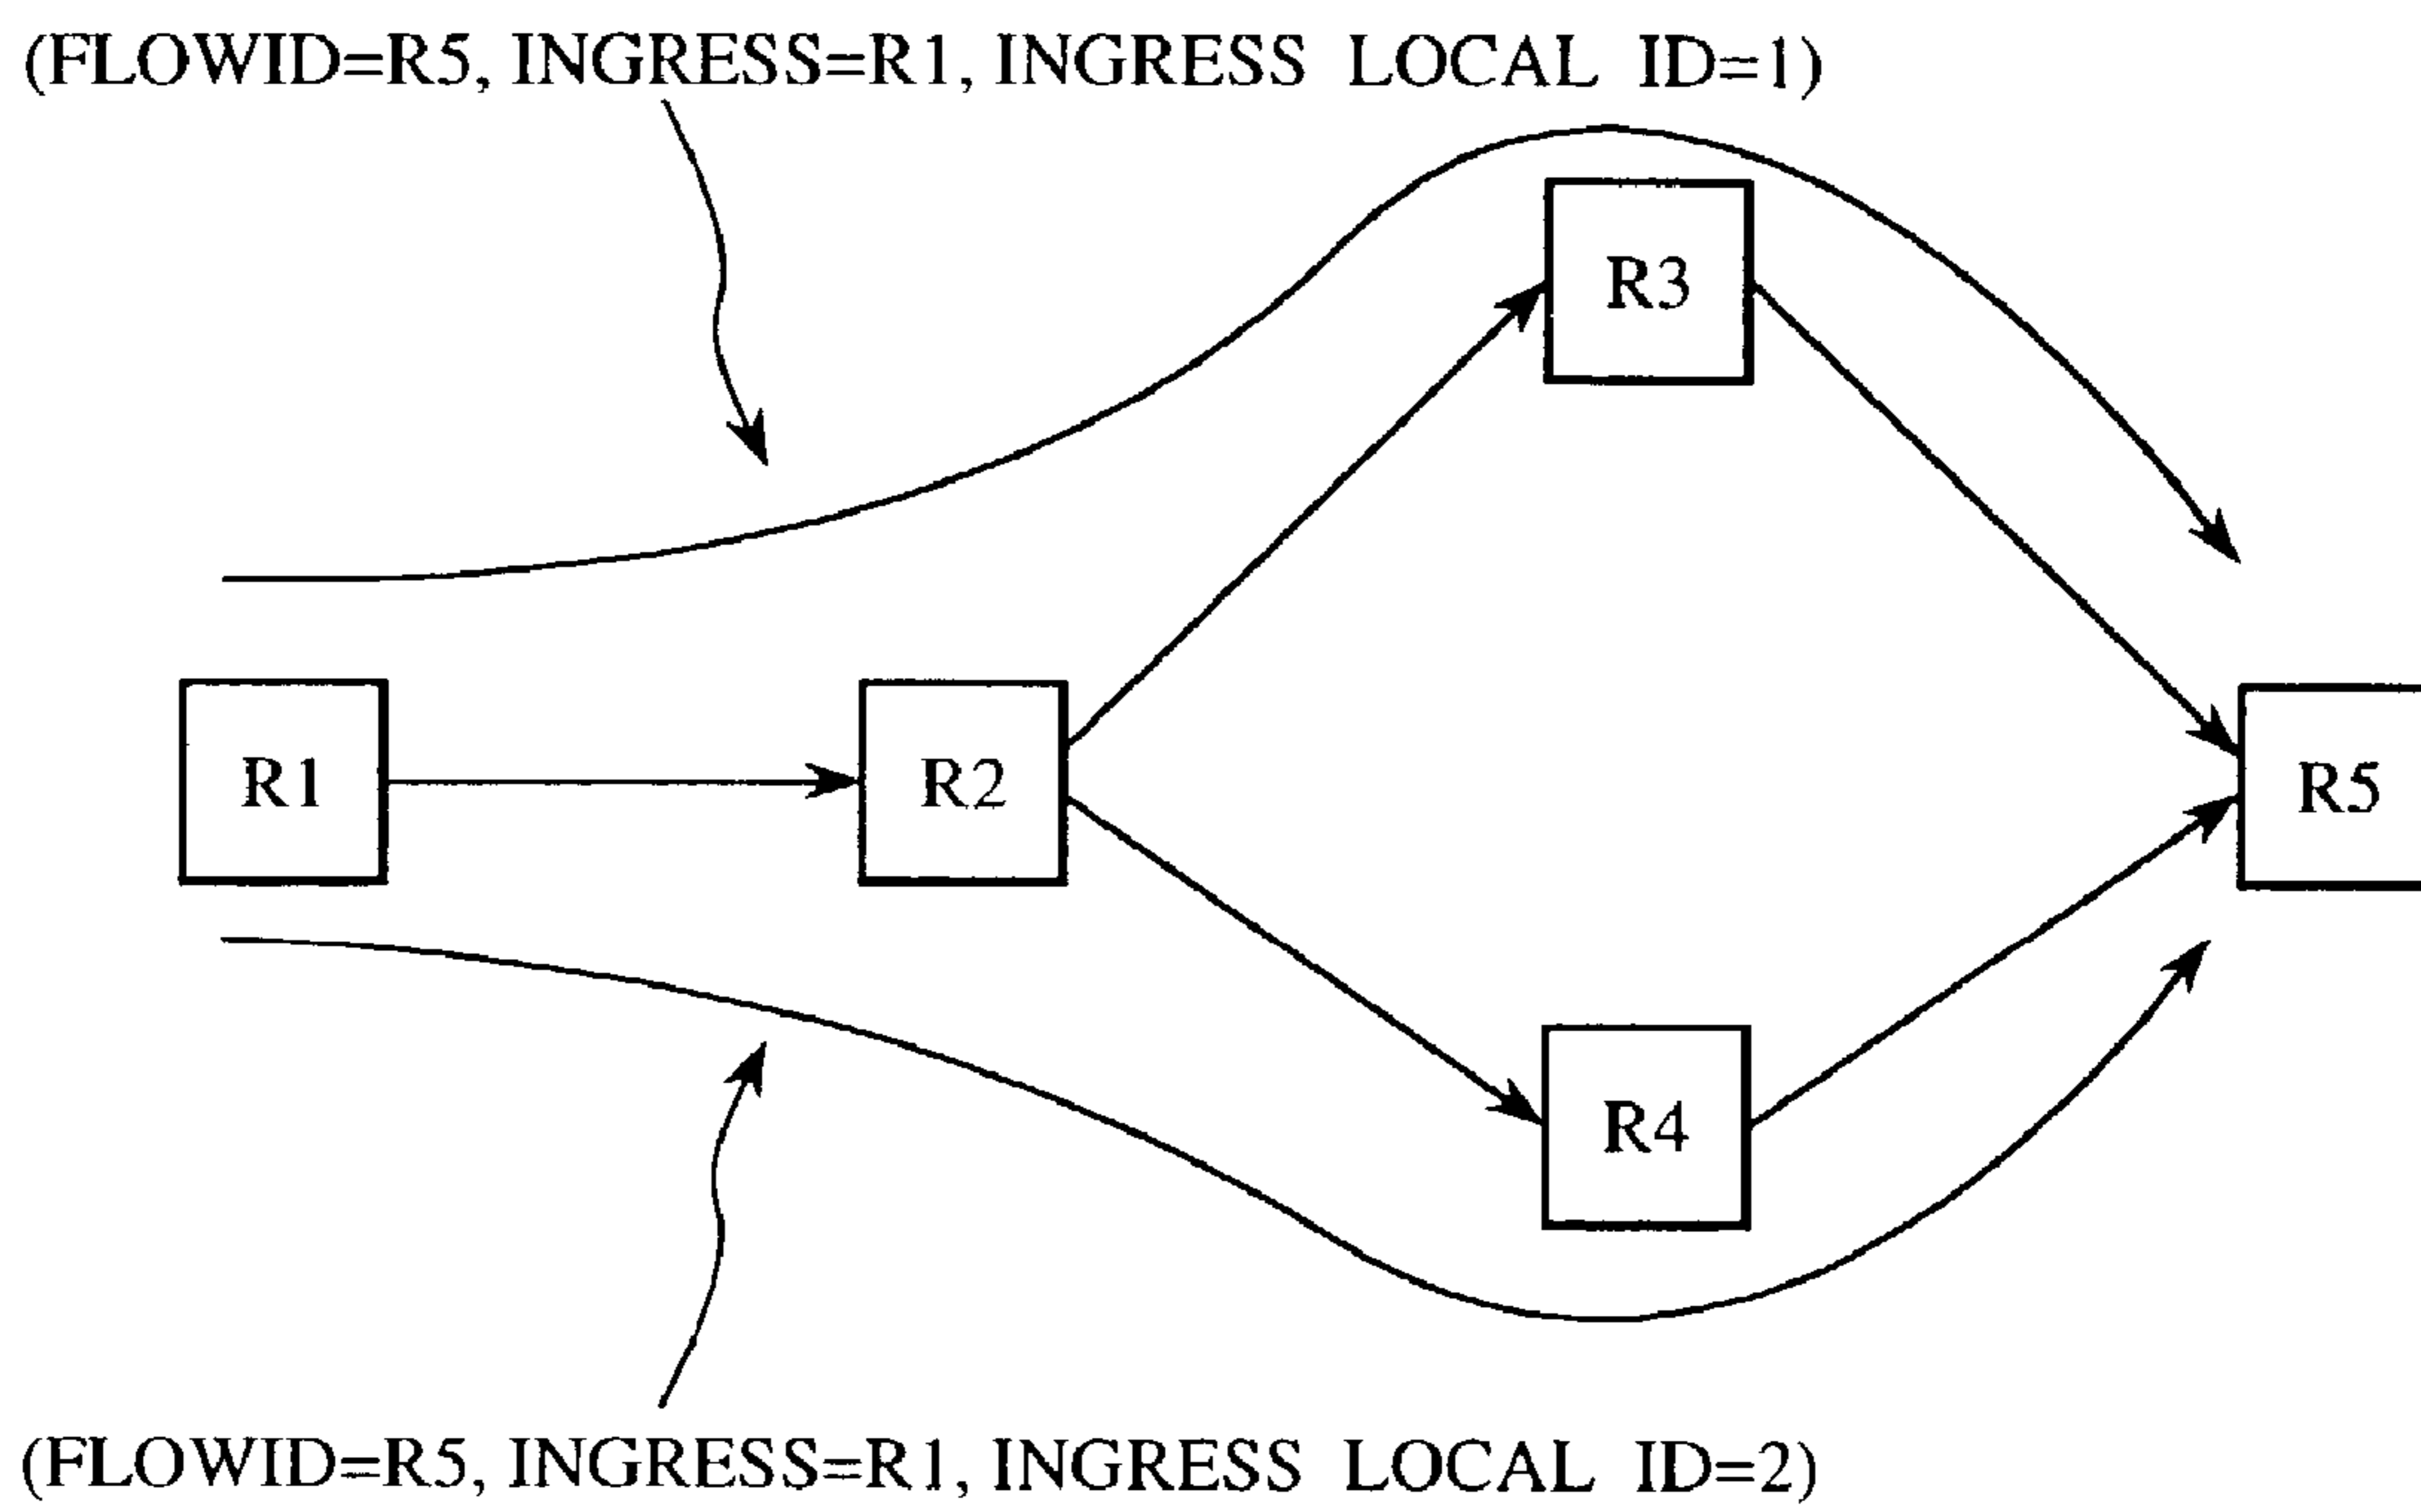 (FLOWID=R5, INGRESS=R1, INGRESS LOCAL ID=1)
R3
R1
R2
R5
R4
(FLOWID=R5, INGRESS=R1, INGRESS LOCAL ID=2)